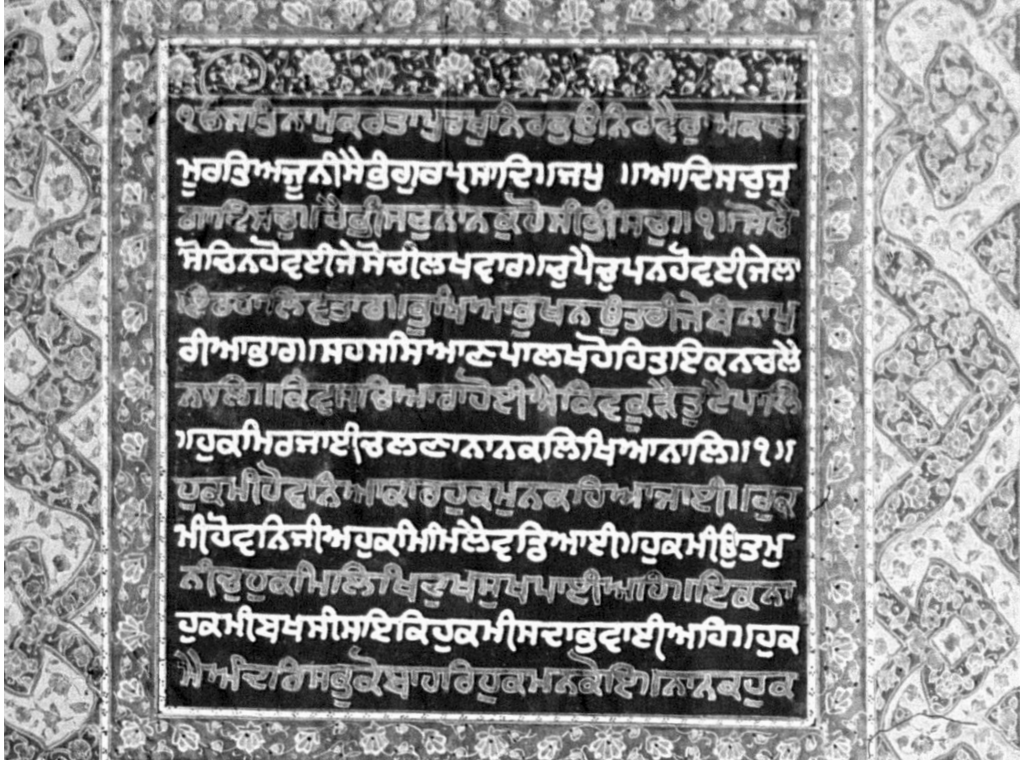 ੴਸਤਿਨਾਮੁਕਰਤਾਪੁਰਖੁਨਿਰਭਉਨਿਰਵੈਰੁਅਕਾਲ
ਮੂਰਤਿਅਜੂਨੀਸੈਭੰਗੁਰਪ੍ਰਸਾਦਿ॥ਜਪੁ ॥ਆਦਿਸਚੁਜੁ
ਗਾਦਿਸਚੁ॥ਹੈਭੀਸਚੁਨਾਨਕਹੋਸੀਭੀਸਚੁ॥੧॥ਸੋਚੈ
ਸੋਚਿਨਹੋਵਈਜੇਸੋਚੀਲਖਵਾਰ॥ਚੁਪੈਚੁਪਨਹੋਵਈਜੇਲਾ
ਇਰਹਾਲਿਵਤਾਰ॥ਭੁਖਿਆਭੁਖਨਉਤਰੀਜੇਬੰਨਾਪੁ
ਰੀਆਭਾਰ॥ਸਹਸਸਿਆਣਪਾਲਖਹੋਹਿਤਇਕਨਚਲੈ
ਨਾਲਿ॥ਕਿਵਸਚਿਆਰਾਹੋਈਐਕਿਵਕੂੜੈਤੁਟੈਪਾਲਿ
॥ਹੁਕਮਿਰਜਾਈਚਲਣਾਨਾਨਕਲਿਖਿਆਨਾਲਿ॥੧॥
ਹੁਕਮੀਹੋਵਨਿਆਕਾਰਹੁਕਮੁਨਕਹਿਆਜਾਈ॥ਹੁਕ
ਮੀਹੋਵਨਿਜੀਅਹੁਕਮਿਮਿਲੈਵਡਿਆਈ॥ਹੁਕਮੀਉਤਮੁ
ਨੀਚੁਹੁਕਮਿਲਿਖਿਦੁਖਸੁਖਪਾਈਅਹਿ॥ਇਕਨਾ
ਹੁਕਮੀਬਖਸੀਸਇਕਿਹੁਕਮੀਸਦਾਭਵਾਈਅਹਿ॥ਹੁਕ
ਮੈਅੰਦਰਿਸਭੁਕੋਬਾਹਰਿਹੁਕਮਨਕੋਇ॥ਨਾਨਕਹੁਕ